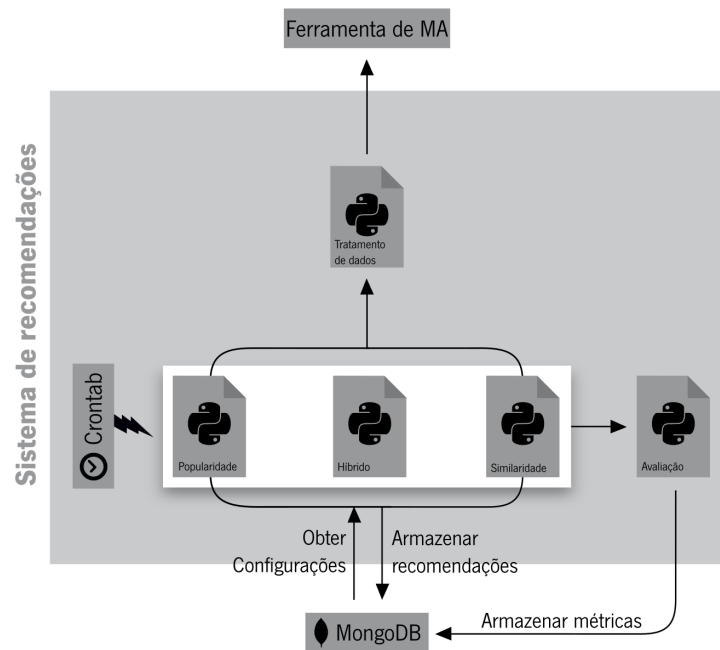 Ferramenta de MA
Sistema de recomendações
Tratamento
de dados
Crontab
Popularidade
Híbrido
Similaridade
Avaliação
Obter
Configurações
Armazenar
recomendações
MongoDB
Armazenar métricas